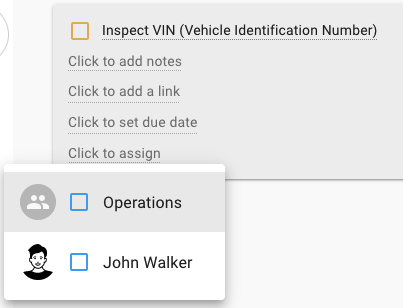 Inspect VIN (Vehicle Identification Number)
Click to add notes
Click to add a link
Click to set due date
Click to assign
Operations
John Walker